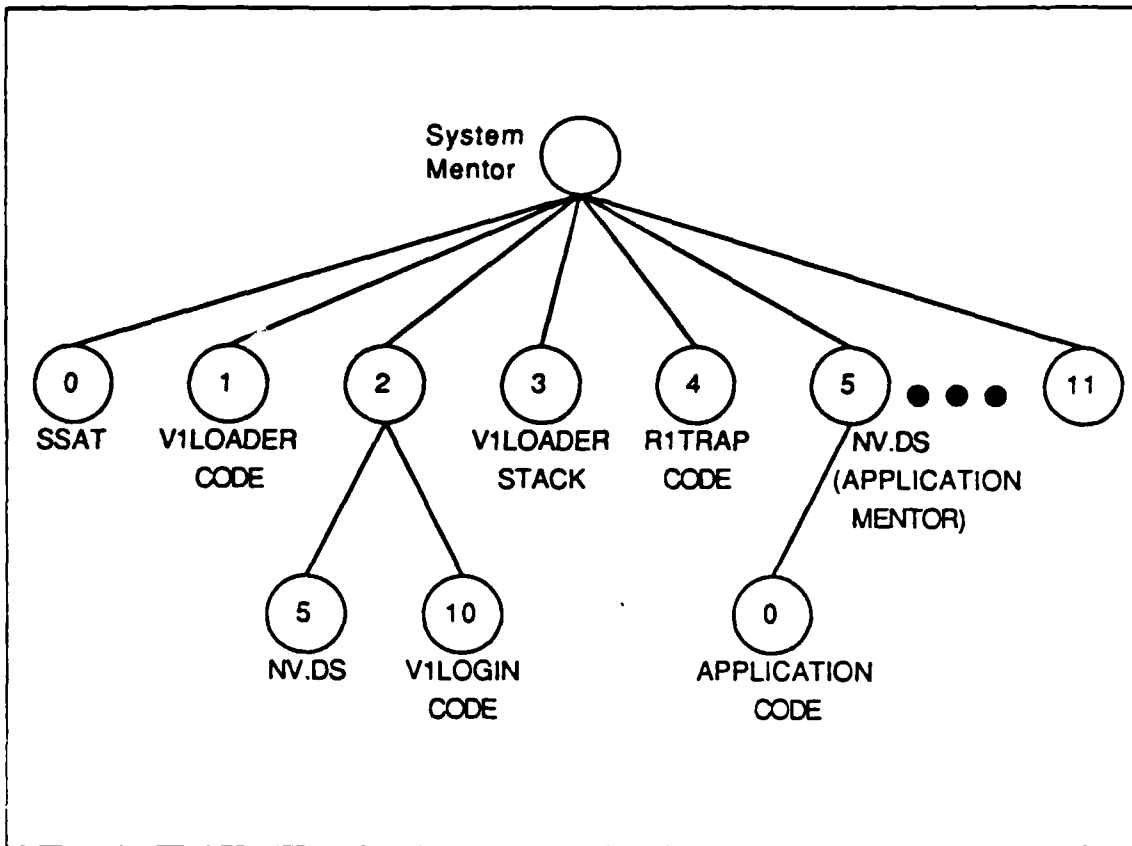 System
Mentor
0
1
2
3
4
5
11
SSAT
V1LOADER
CODE
V1LOADER
STACK
R1TRAP
CODE
NV.DS
(APPLICATION
MENTOR)
5
10
0
NV.DS
V1LOGIN
CODE
APPLICATION
CODE